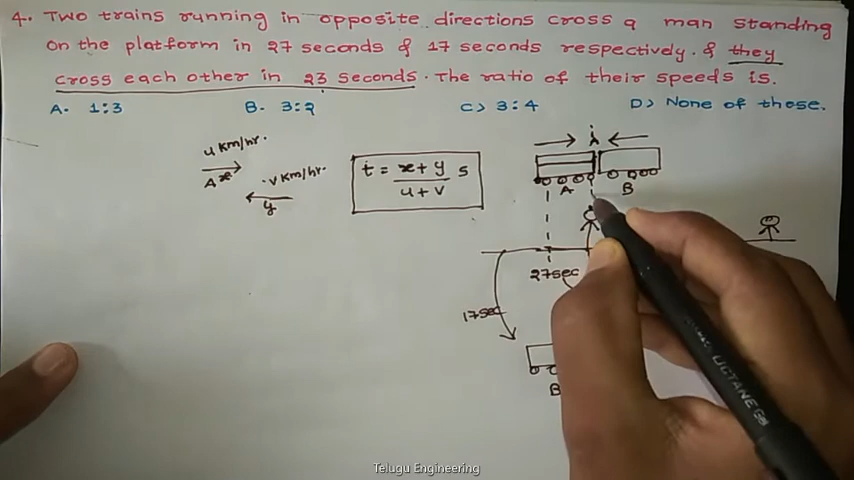 4. Two trains running in opposite directions cross a man standing
on the platform in 27 seconds & 17 seconds respectively. & they
cross each other in 23 seconds. The ratio of their speeds is.
A. 1:3 B. 3:2 C> 3:4 D> None of those.
u km/hr.
A x
v km/hr.
y
t = x+y / u+v s
A B
27sec
17sec
B
OCTANE
Telugu Engineering